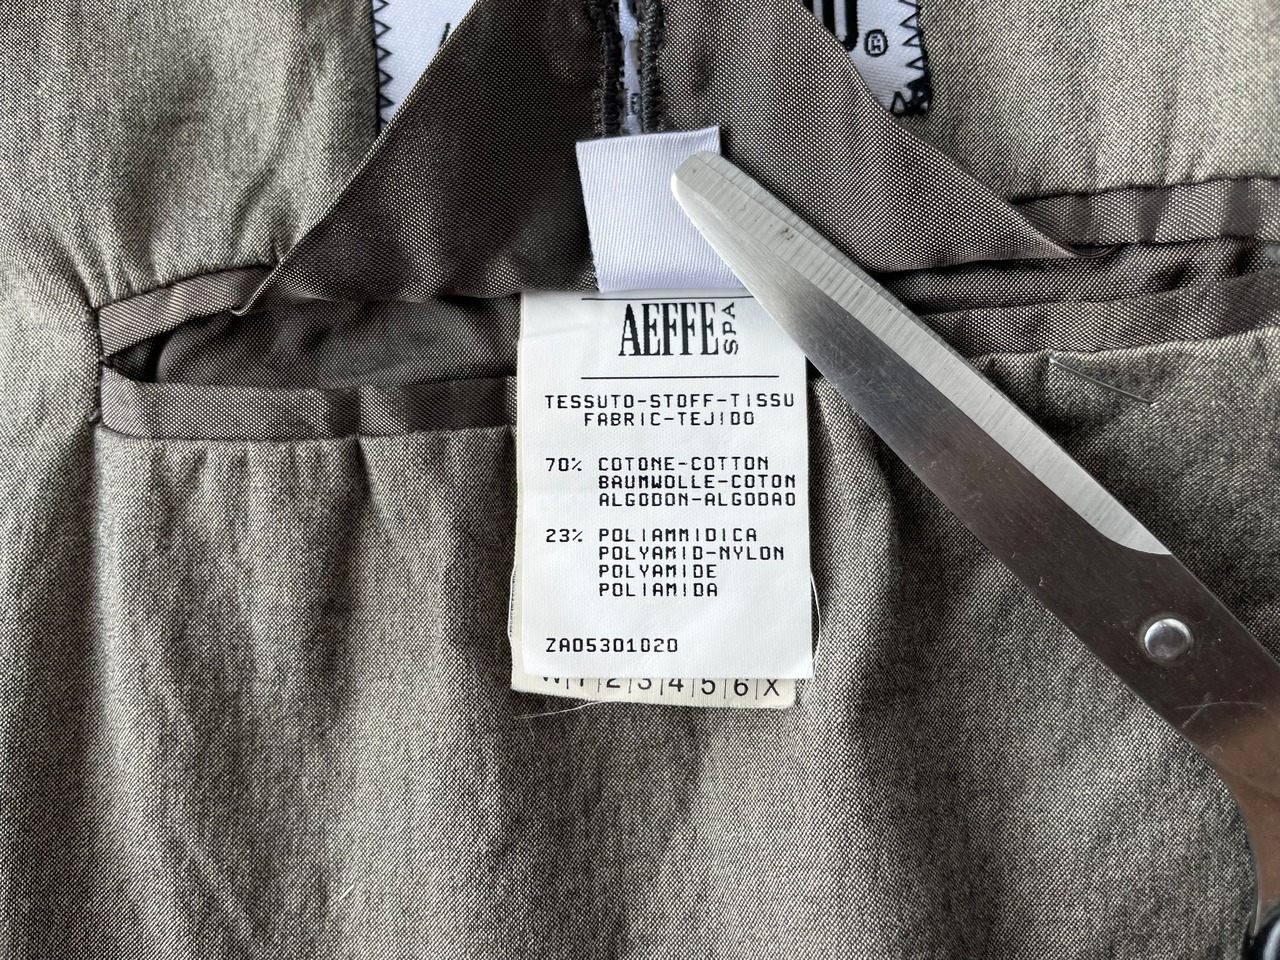 ®
AEFFE SPA
TESSUTO-STOFF-TISSU
FABRIC-TEJIDO
70% COTONE-COTTON
BAUMWOLLE-COTON
ALGODON-ALGODAO
23% POLIAMMIDICA
POLYAMID-NYLON
POLYAMIDE
POLIAMIDA
ZA05301020
2|3|4|5|6|X